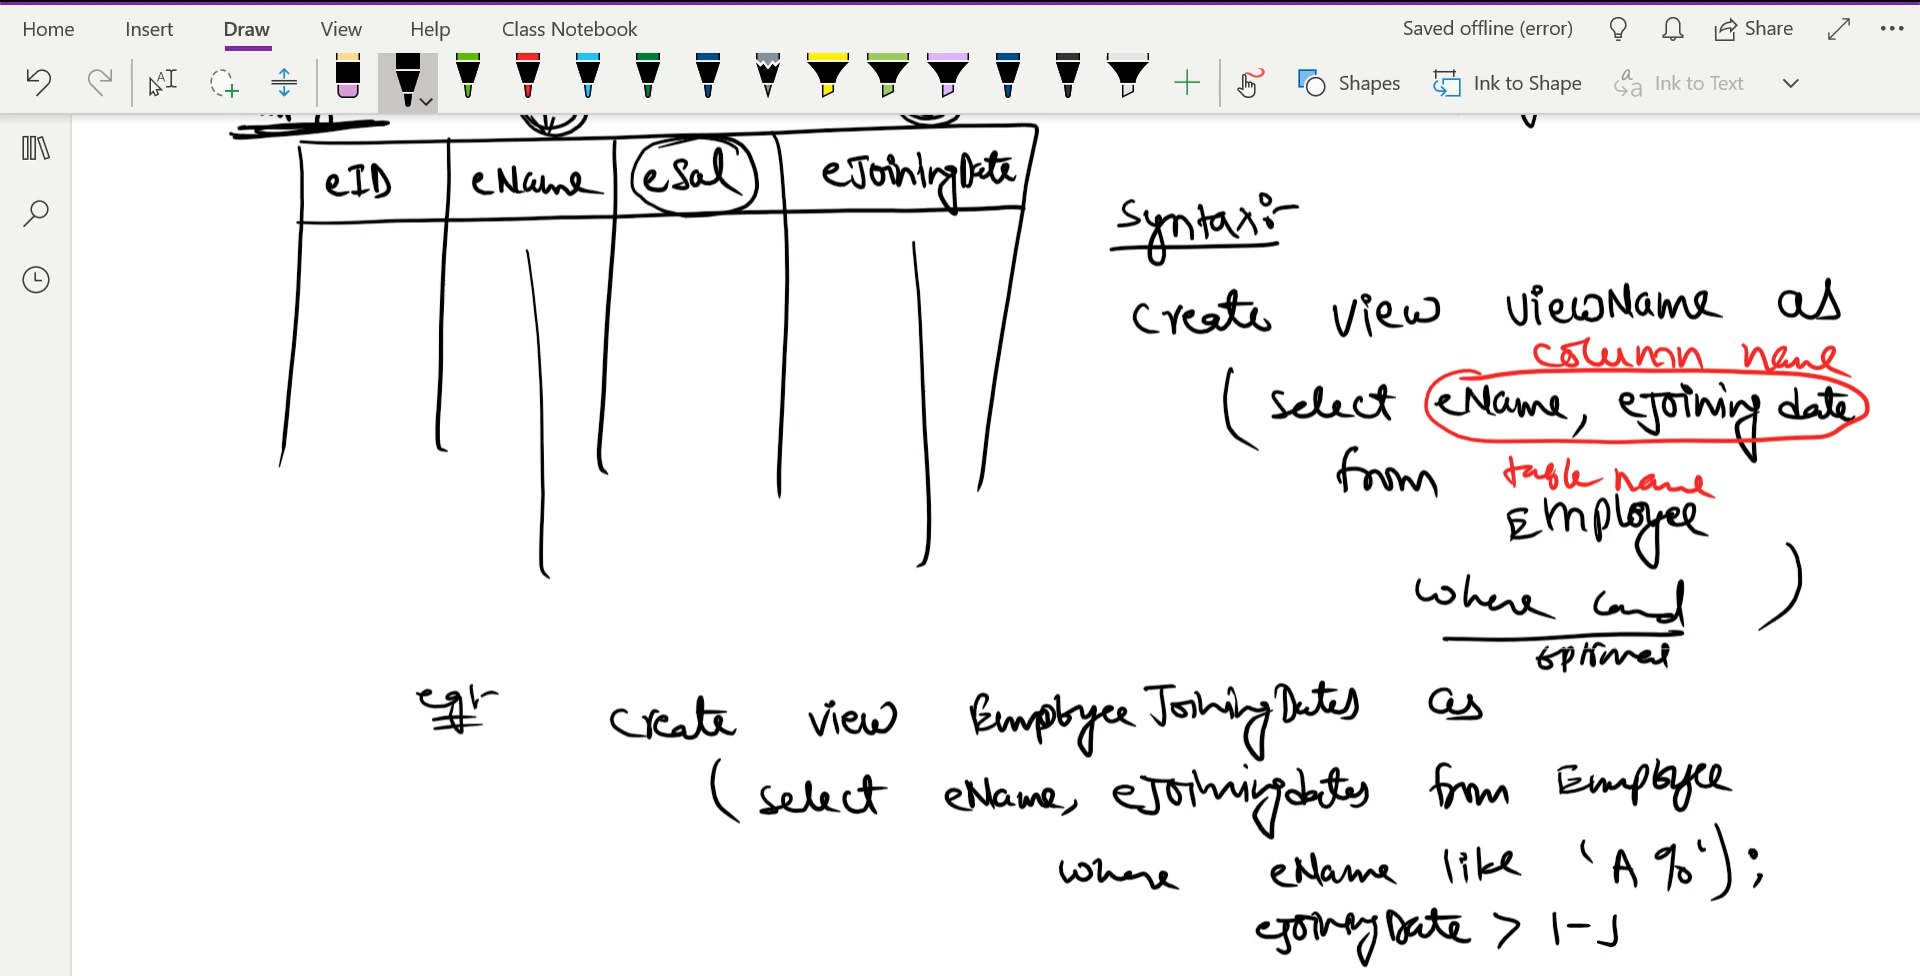 Home Insert Draw View Help Class Notebook Saved offline (error) Share
Shapes Ink to Shape Ink to Text
eID eName eSal eJoiningDate
Syntax:-
Create view viewName as
column name
( select eName, eJoining date
from table name
Employee
where cond )
optional
eg:-
Create view EmployeeJoiningDates as
( select eName, eJoiningdates from Employee
where eName like 'A%');
eJoiningDate > 1-J